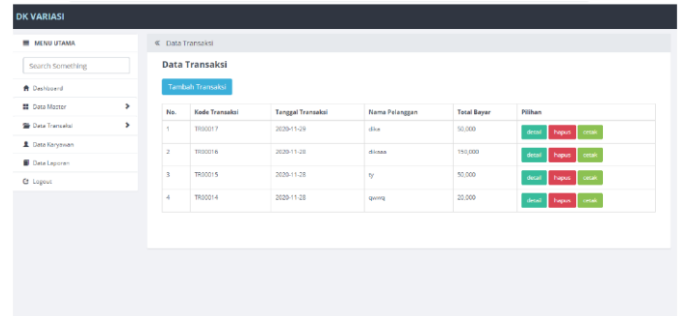 DK VARIASI
MENU UTAMA
Search Something
Dashboard
Data Master
Data Transaksi
Data Karyawan
Data Laporan
Logout
« Data Transaksi
Data Transaksi
Tambah Transaksi
No. Kode Transaksi Tanggal Transaksi Nama Pelanggan Total Bayar Pilihan
1 TR00017 2020-11-29 dika 50,000 detail hapus cetak
2 TR00016 2020-11-28 150,000 detail hapus cetak
3 TR00015 2020-11-28 ty 50,000 detail hapus cetak
4 TR00014 2020-11-28 20,000 detail hapus cetak